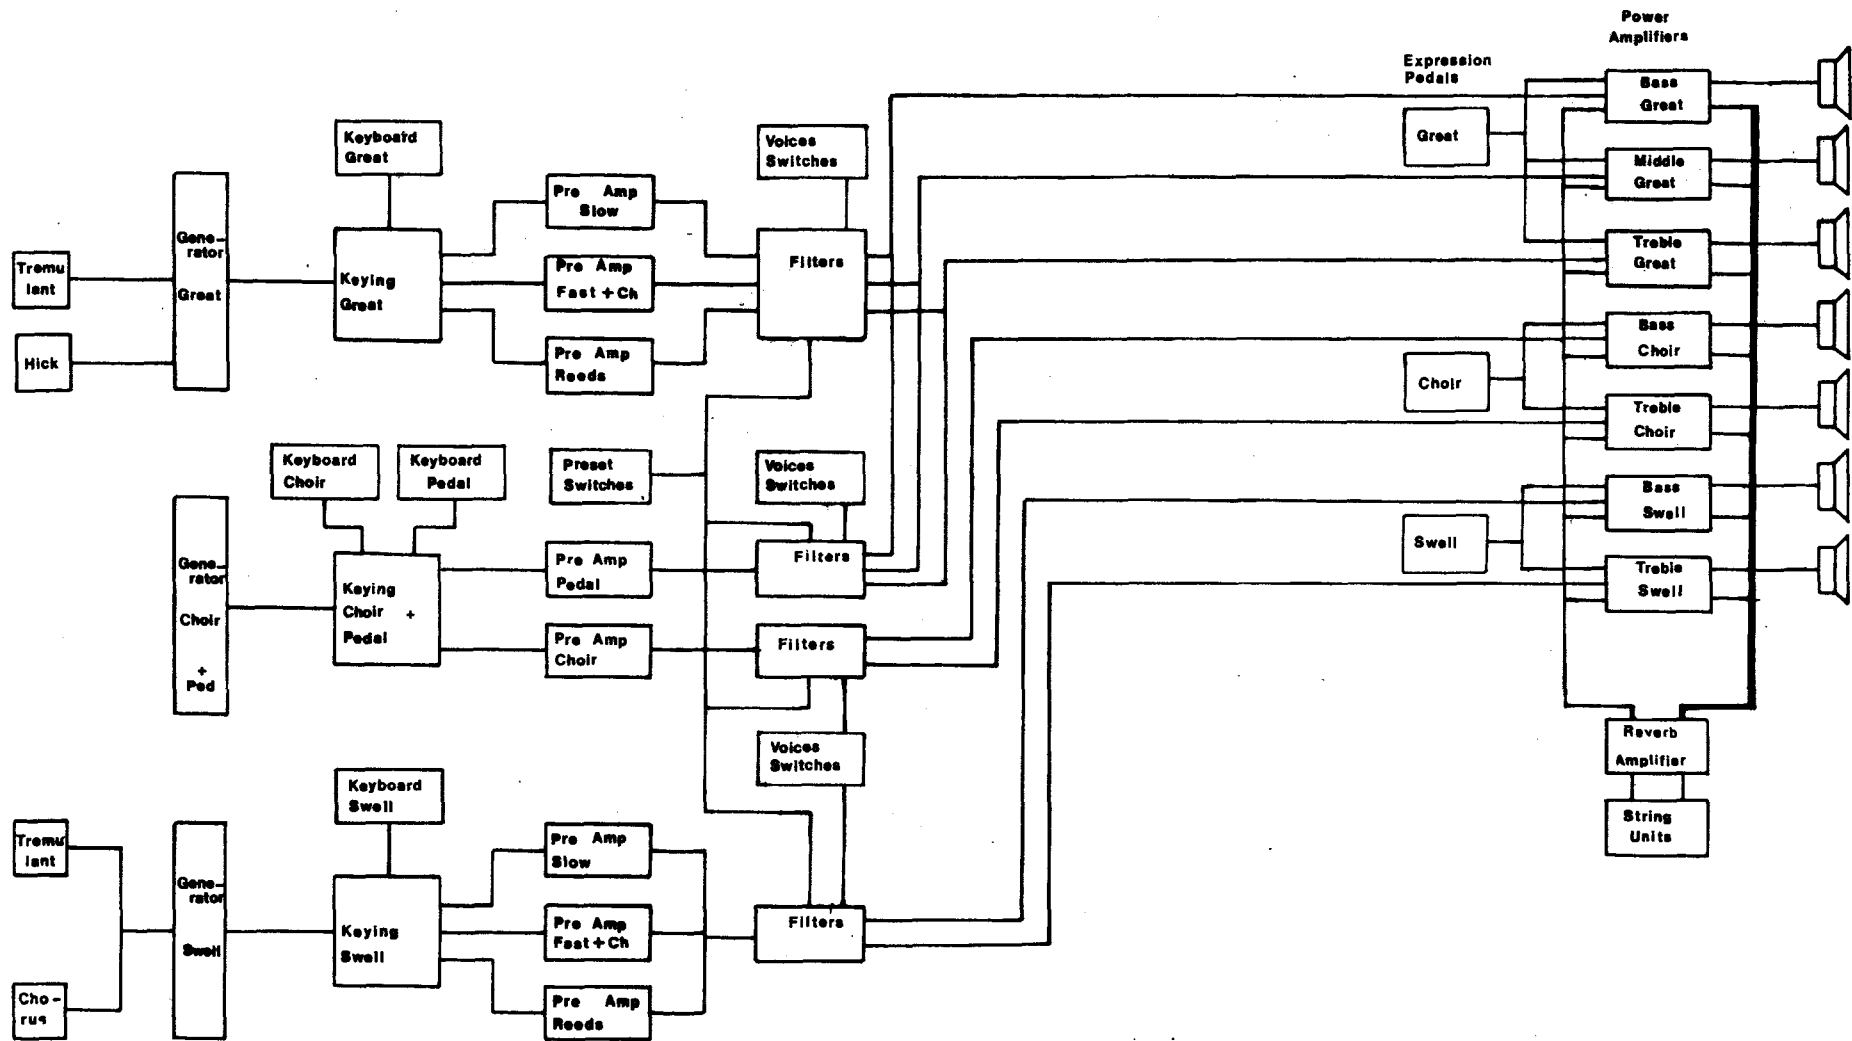 Power
Amplifiers
Expression
Pedals
Bass
Great
Great
Middle
Great
Treble
Great
Bass
Choir
Choir
Treble
Choir
Bass
Swell
Swell
Treble
Swell
Reverb
Amplifier
String
Units
Keyboard
Great
Voices
Switches
Pre Amp
Slow
Gene-
rator
Great
Tremu
lant
Hick
Keying
Great
Pre Amp
Fast + Ch
Pre Amp
Reeds
Filters
Keyboard
Choir
Keyboard
Pedal
Preset
Switches
Voices
Switches
Gene-
rator
Choir
+
Ped
Keying
Choir +
Pedal
Pre Amp
Pedal
Filters
Pre Amp
Choir
Filters
Voices
Switches
Keyboard
Swell
Tremu
lant
Cho-
rus
Gene-
rator
Swell
Keying
Swell
Pre Amp
Slow
Pre Amp
Fast + Ch
Pre Amp
Reeds
Filters